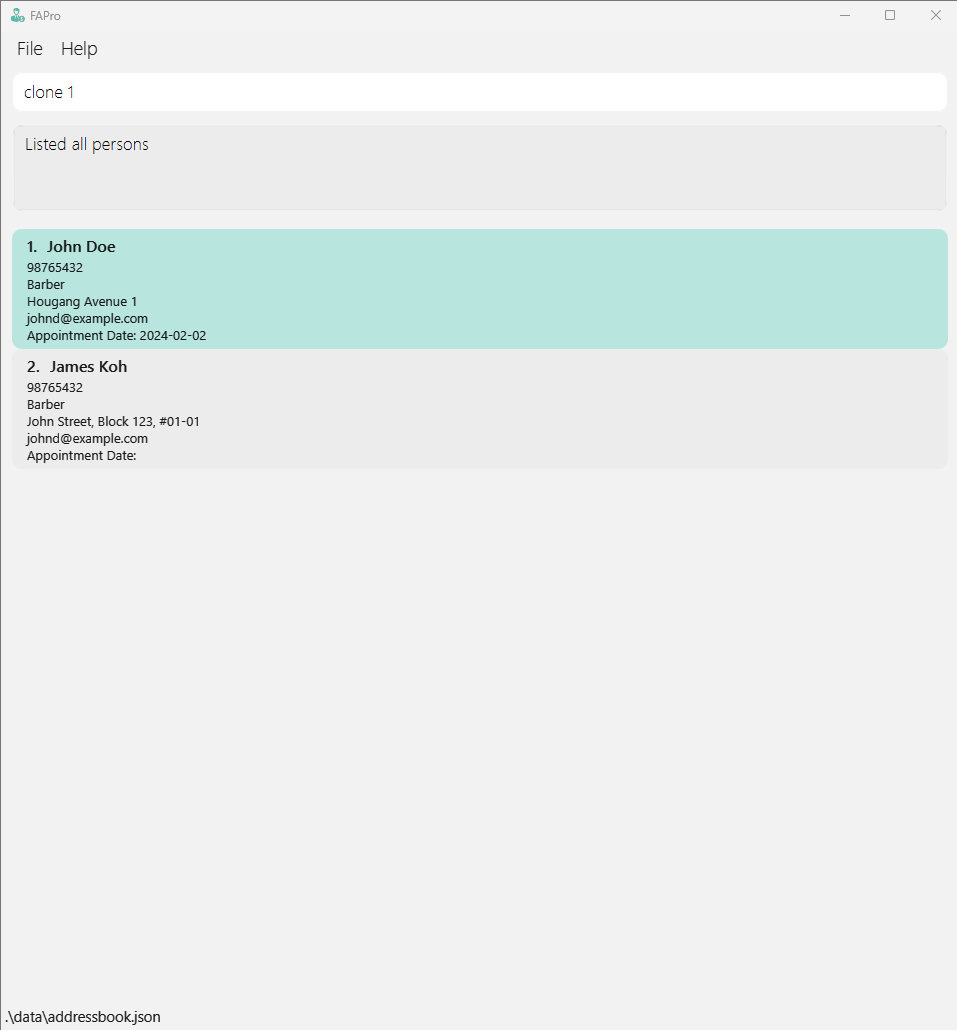 FAPro
File Help
clone 1
Listed all persons
1. John Doe
98765432
Barber
Hougang Avenue 1
johnd@example.com
Appointment Date: 2024-02-02
2. James Koh
98765432
Barber
John Street, Block 123, #01-01
johnd@example.com
Appointment Date:
.\data\addressbook.json